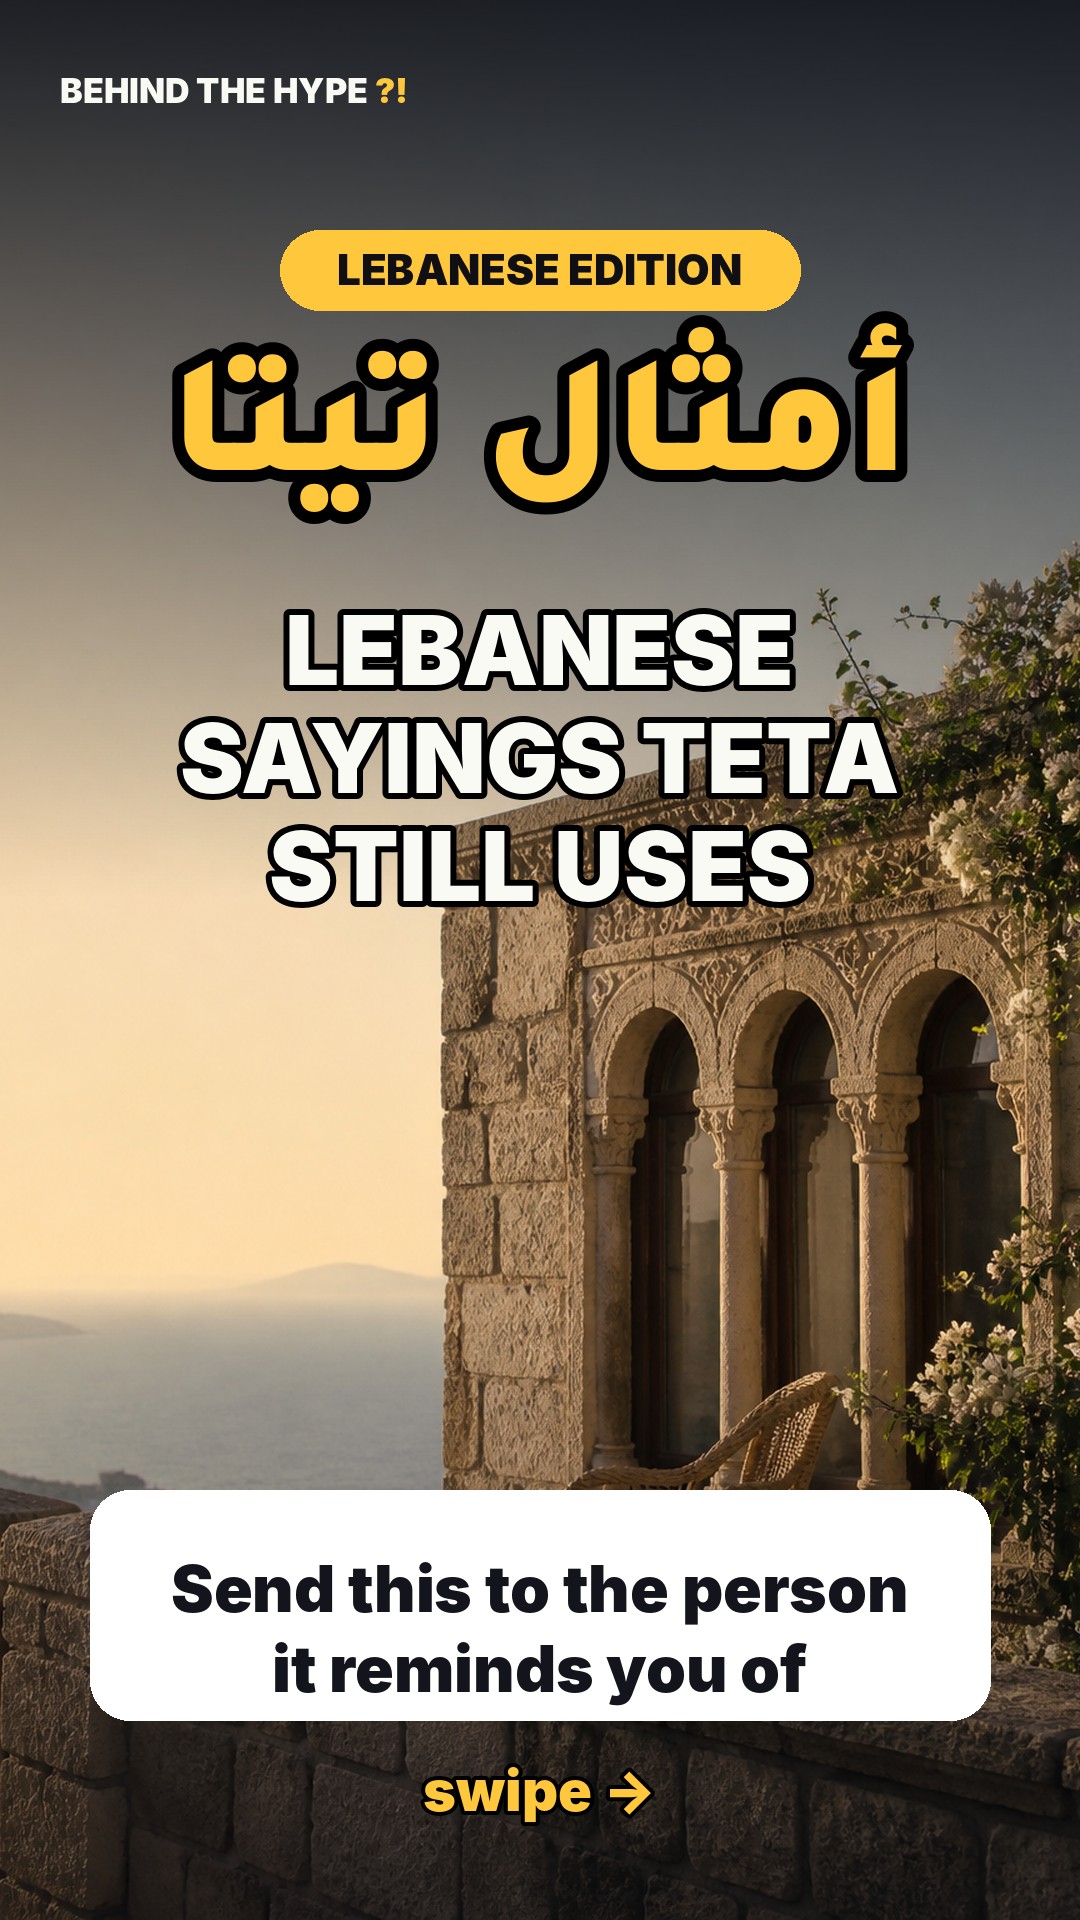 BEHIND THE HYPE ?!
LEBANESE EDITION
أمثال تيتا
LEBANESE
SAYINGS TETA
STILL USES
Send this to the person
it reminds you of
swipe →